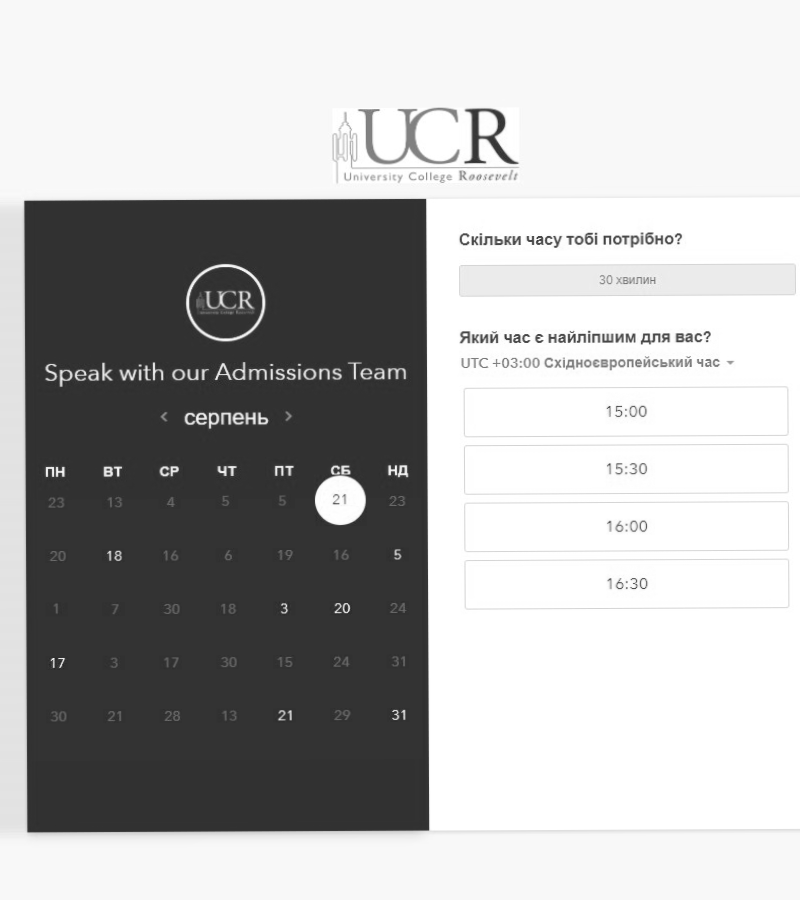 UCR
University College Roosevelt
UCR
Speak with our Admissions Team
серпень
ПН ВТ СР ЧТ ПТ СБ НД
23 13 4 5 5 21 23
20 18 16 6 19 16 5
1 7 30 18 3 20 24
17 3 17 30 15 24 31
30 21 28 13 21 29 31
Скільки часу тобі потрібно?
30 хвилин
Який час є найліпшим для вас?
UTC +03:00 Східноєвропейський час
15:00
15:30
16:00
16:30